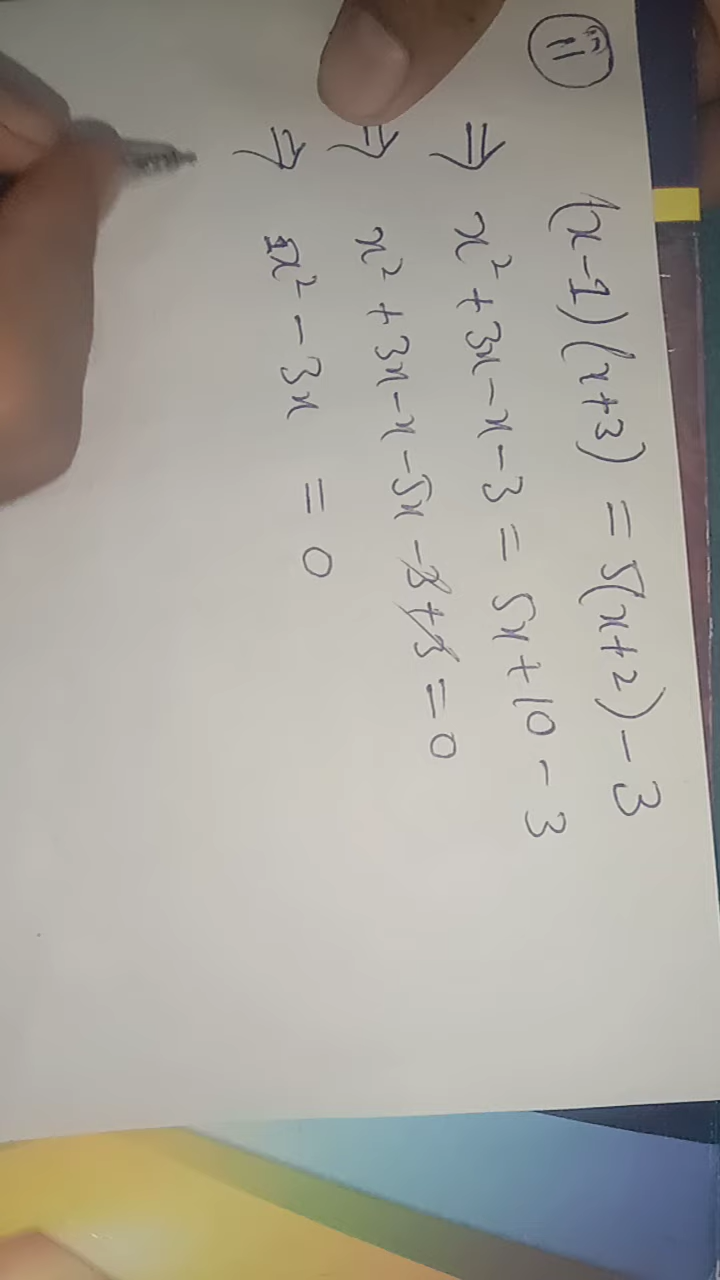 (ii)
(x-1)(x+3) = 5(x+2)-3
⇒ x² + 3x - x - 3 = 5x + 10 - 3
⇒ x² + 3x - x - 5x - 3 + 3 = 0
⇒ x² - 3x = 0